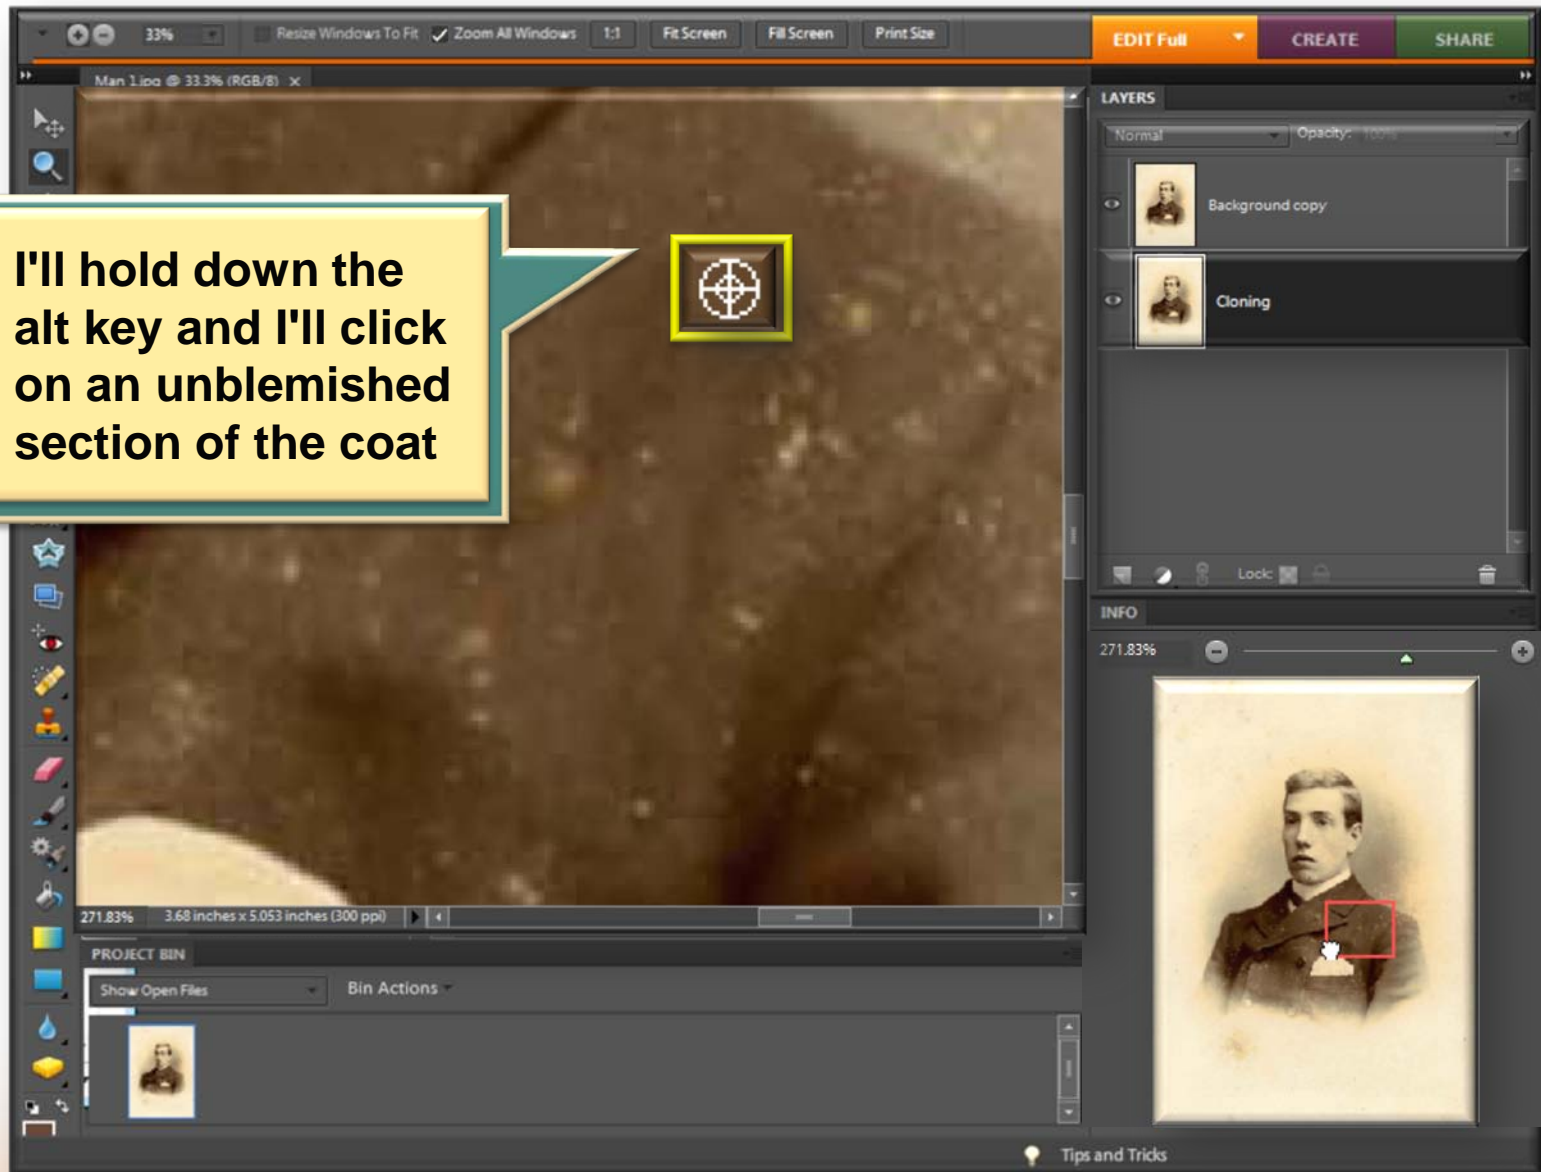 33%
Resize Windows To Fit
Zoom All Windows
1:1
Fit Screen
Fill Screen
Print Size
EDIT Full
CREATE
SHARE
Man 1.jpg @ 33.3% (RGB/8) x
LAYERS
Normal
Opacity: 100%
Background copy
Cloning
I'll hold down the
alt key and I'll click
on an unblemished
section of the coat
Lock:
INFO
271.83%
271.83%
3.68 inches x 5.053 inches (300 ppi)
PROJECT BIN
Show Open Files
Bin Actions
Tips and Tricks